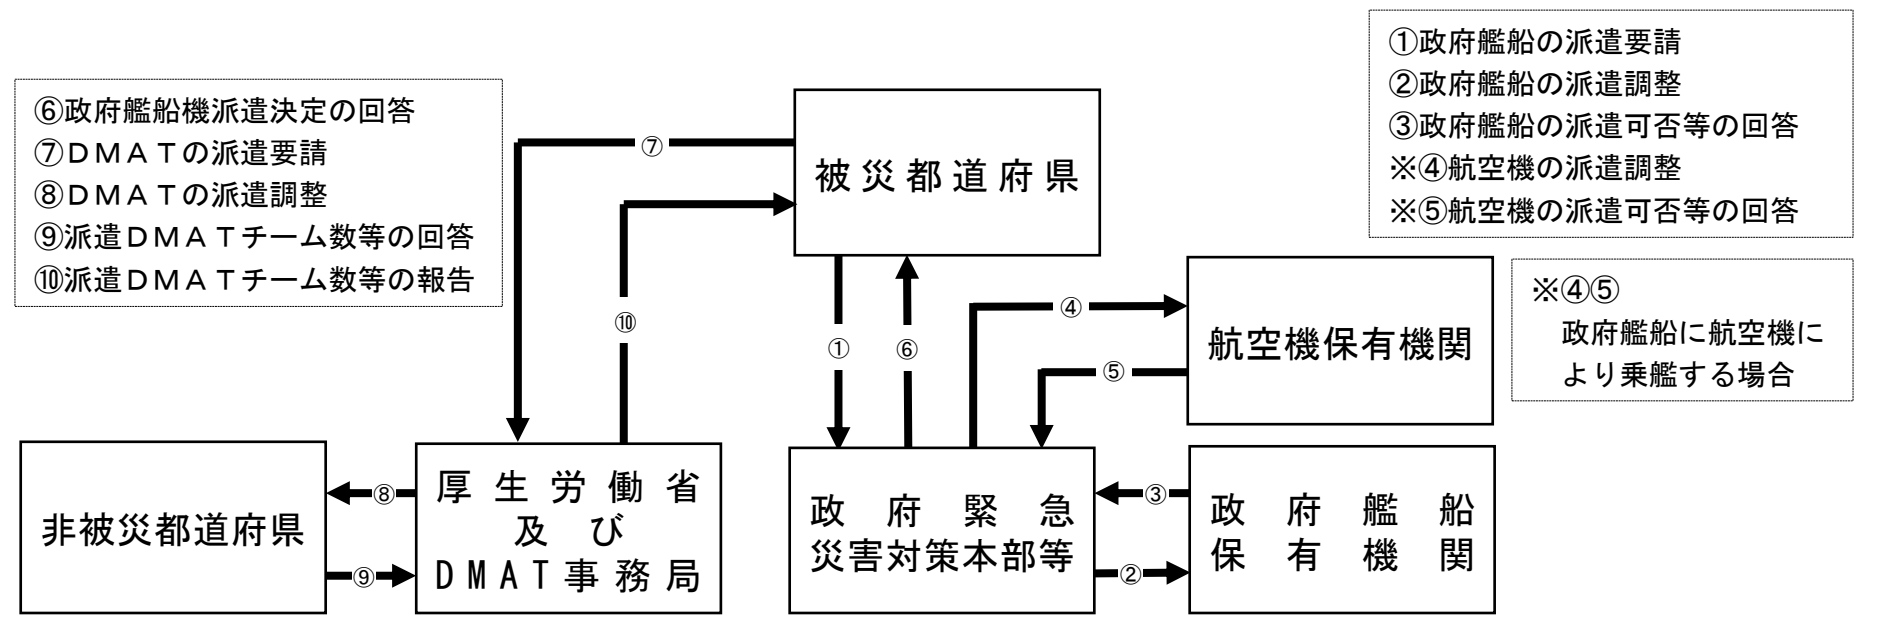 ①政府艦船の派遣要請
②政府艦船の派遣調整
③政府艦船の派遣可否等の回答
※④航空機の派遣調整
※⑤航空機の派遣可否等の回答
⑥政府艦船機派遣決定の回答
⑦ＤＭＡＴの派遣要請
⑧ＤＭＡＴの派遣調整
⑨派遣ＤＭＡＴチーム数等の回答
⑩派遣ＤＭＡＴチーム数等の報告
被災都道府県
⑦
⑩
①
⑥
④
⑤
航空機保有機関
※④⑤
政府艦船に航空機に
より乗艦する場合
非被災都道府県
⑧
⑨
厚生労働省
及び
DMAT事務局
政府緊急
災害対策本部等
③
②
政府艦船
保有機関